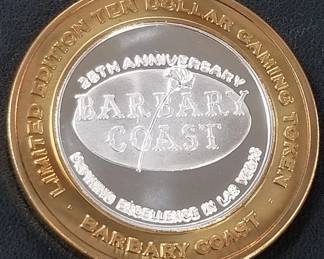 LIMITED EDITION TEN DOLLAR GAMING TOKEN
25TH ANNIVERSARY
BARBARY
COAST
DEFINING EXCELLENCE IN LAS VEGAS
• BARBARY COAST •